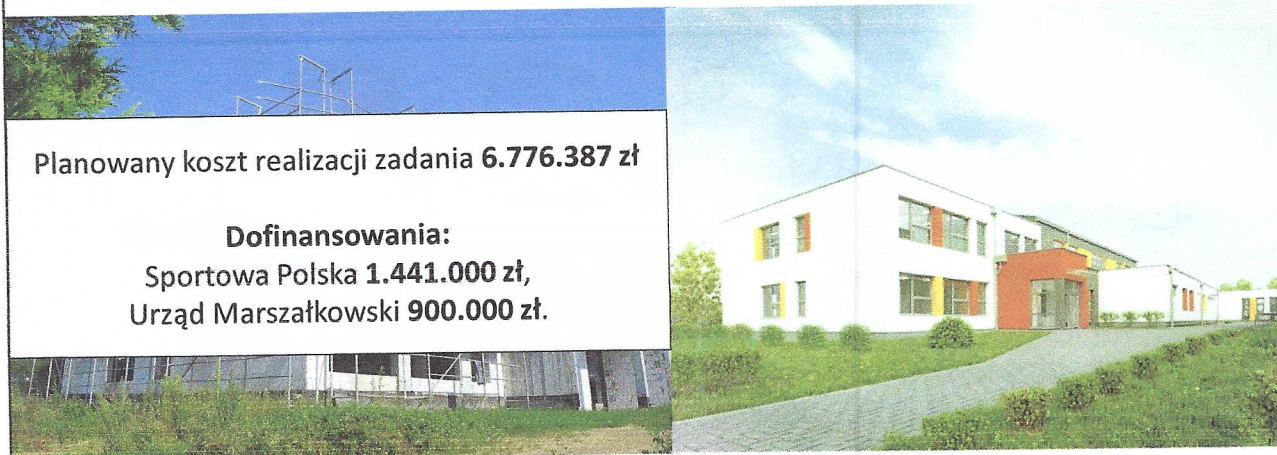 Planowany koszt realizacji zadania 6.776.387 zł
Dofinansowania:
Sportowa Polska 1.441.000 zł,
Urząd Marszałkowski 900.000 zł.